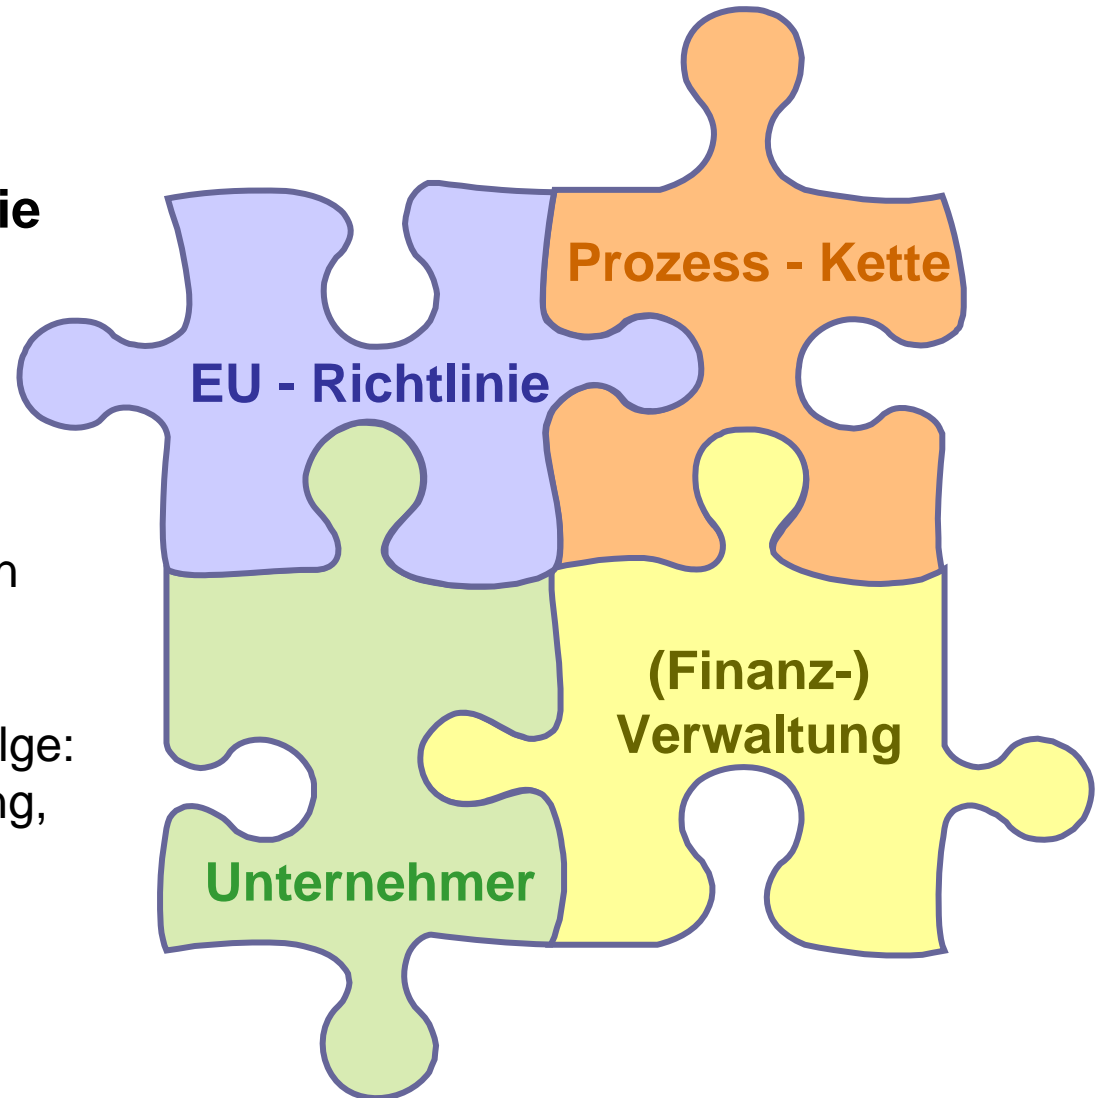 ie
Prozess - Kette
EU - Richtlinie
n
(Finanz-)
Verwaltung
lge:
ng,
Unternehmer